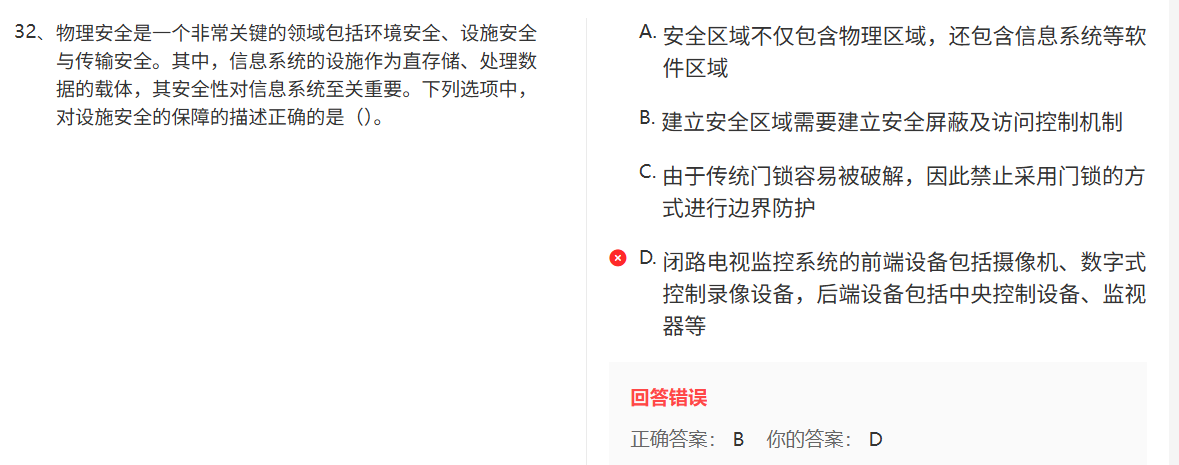 32、物理安全是一个非常关键的领域包括环境安全、设施安全
与传输安全。其中，信息系统的设施作为直存储、处理数
据的载体，其安全性对信息系统至关重要。下列选项中，
对设施安全的保障的描述正确的是（）。
A. 安全区域不仅包含物理区域，还包含信息系统等软
件区域
B. 建立安全区域需要建立安全屏蔽及访问控制机制
C. 由于传统门锁容易被破解，因此禁止采用门锁的方
式进行边界防护
D. 闭路电视监控系统的前端设备包括摄像机、数字式
控制录像设备，后端设备包括中央控制设备、监视
器等
回答错误
正确答案： B 你的答案： D